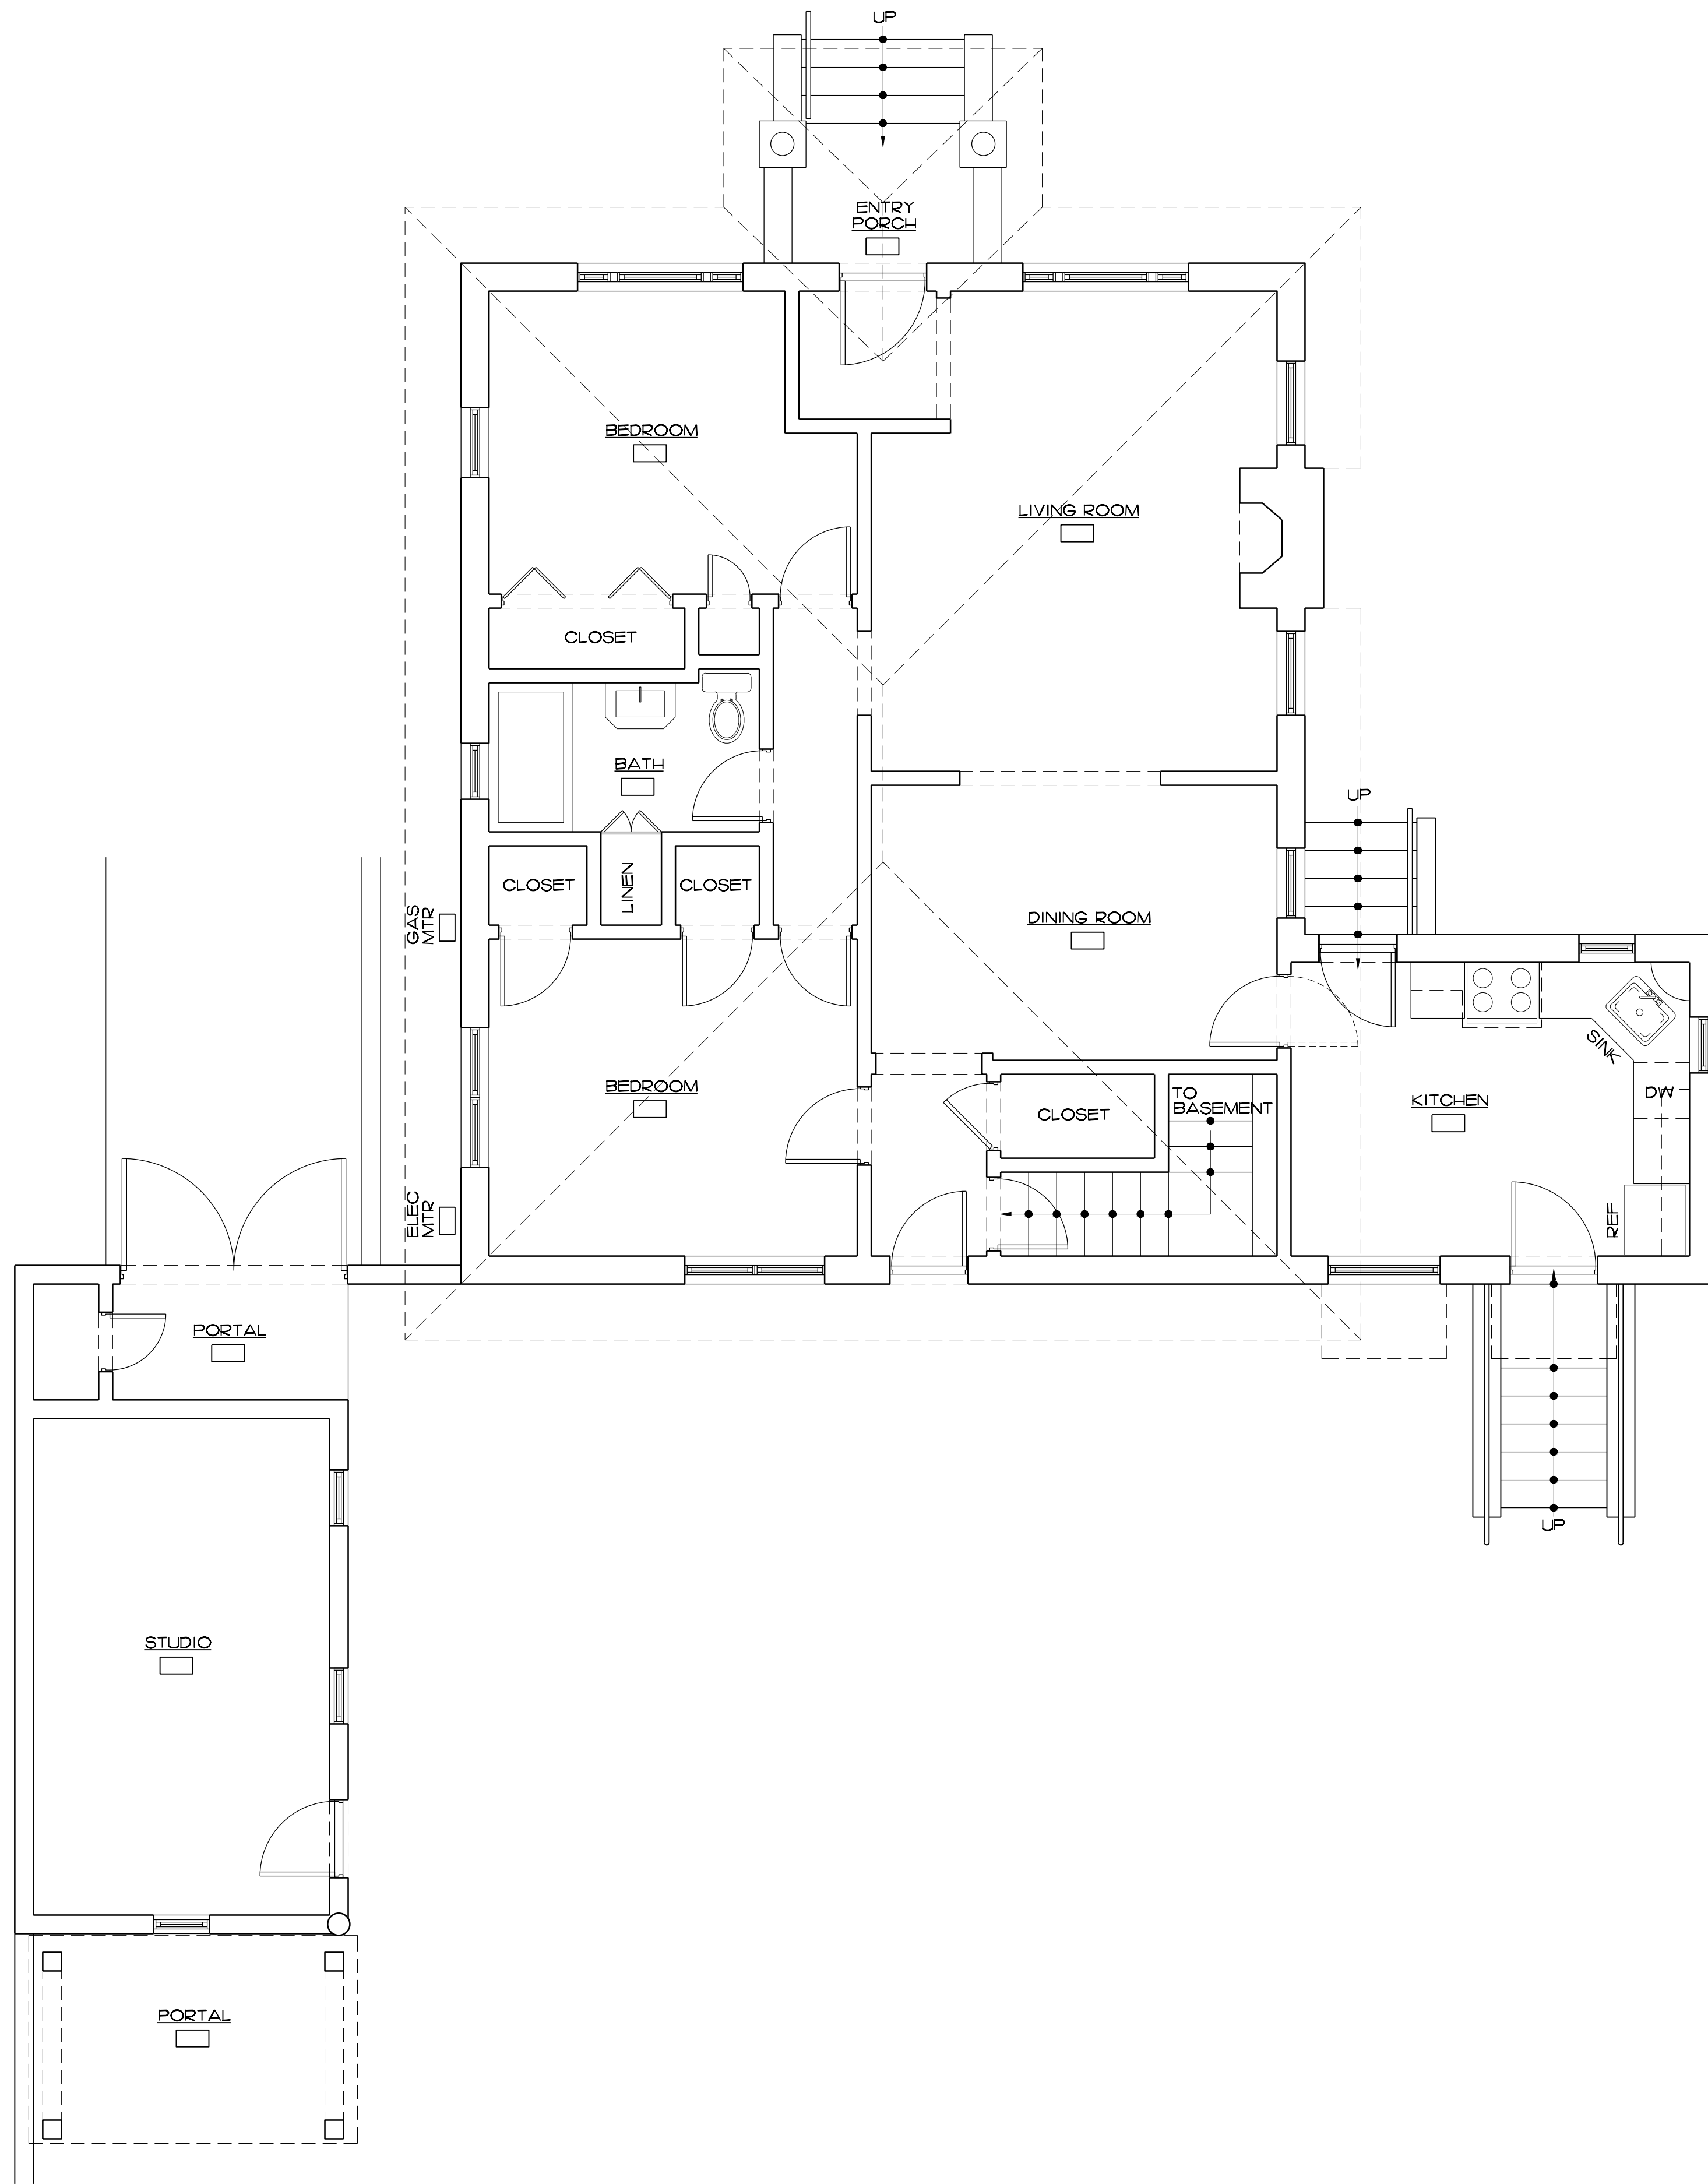 UP
ENTRY
PORCH
BEDROOM
LIVING ROOM
CLOSET
BATH
UP
CLOSET
LINEN
CLOSET
GAS
MTR
DINING ROOM
SINK
BEDROOM
CLOSET
TO
BASEMENT
KITCHEN
DW
ELEC
MTR
REF
PORTAL
UP
STUDIO
PORTAL